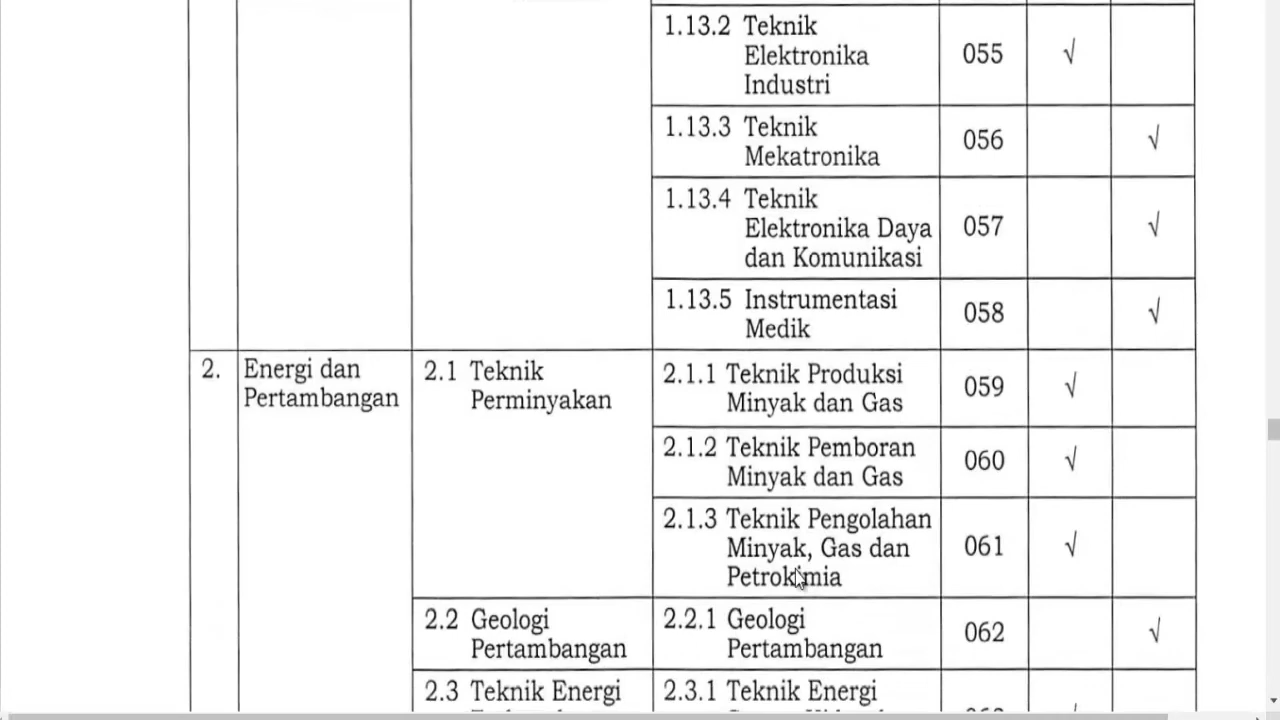 1.13.2 Teknik
Elektronika
Industri
055 √
1.13.3 Teknik
Mekatronika
056 √
1.13.4 Teknik
Elektronika Daya
dan Komunikasi
057 √
1.13.5 Instrumentasi
Medik
058 √
2. Energi dan
Pertambangan
2.1 Teknik
Perminyakan
2.1.1 Teknik Produksi
Minyak dan Gas
059 √
2.1.2 Teknik Pemboran
Minyak dan Gas
060 √
2.1.3 Teknik Pengolahan
Minyak, Gas dan
Petrokimia
061 √
2.2 Geologi
Pertambangan
2.2.1 Geologi
Pertambangan
062 √
2.3 Teknik Energi
2.3.1 Teknik Energi